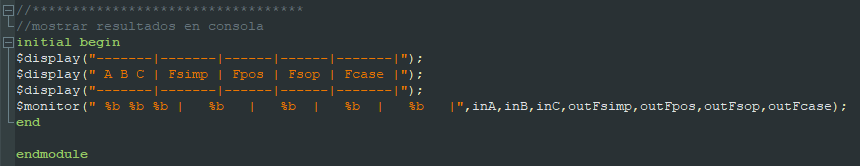 //**********************************
//mostrar resultados en consola
initial begin
$display("-------|-------|------|------|-------|");
$display(" A B C | Fsimp | Fpos | Fsop | Fcase |");
$display("-------|-------|------|------|-------|");
$monitor(" %b %b %b |   %b   |   %b  |   %b  |   %b   |",inA,inB,inC,outFsimp,outFpos,outFsop,outFcase);
end
endmodule